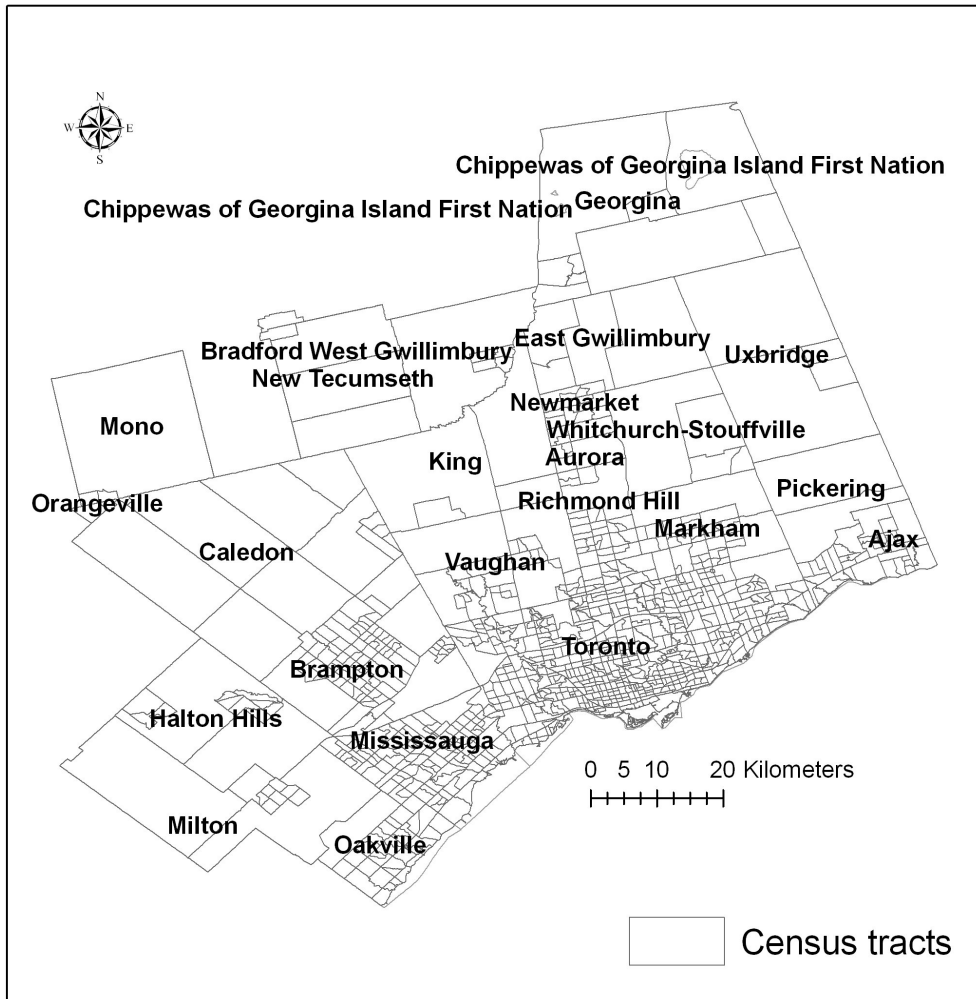 N
W E
S
Chippewas of Georgina Island First Nation
Georgina
Chippewas of Georgina Island First Nation
East Gwillimbury
Bradford West Gwillimbury
Uxbridge
New Tecumseth
Newmarket
Mono
Whitchurch-Stouffville
King
Aurora
Pickering
Orangeville
Richmond Hill
Markham
Ajax
Caledon
Vaughan
Toronto
Brampton
Halton Hills
Mississauga
0 5 10 20 Kilometers
Milton
Oakville
Census tracts